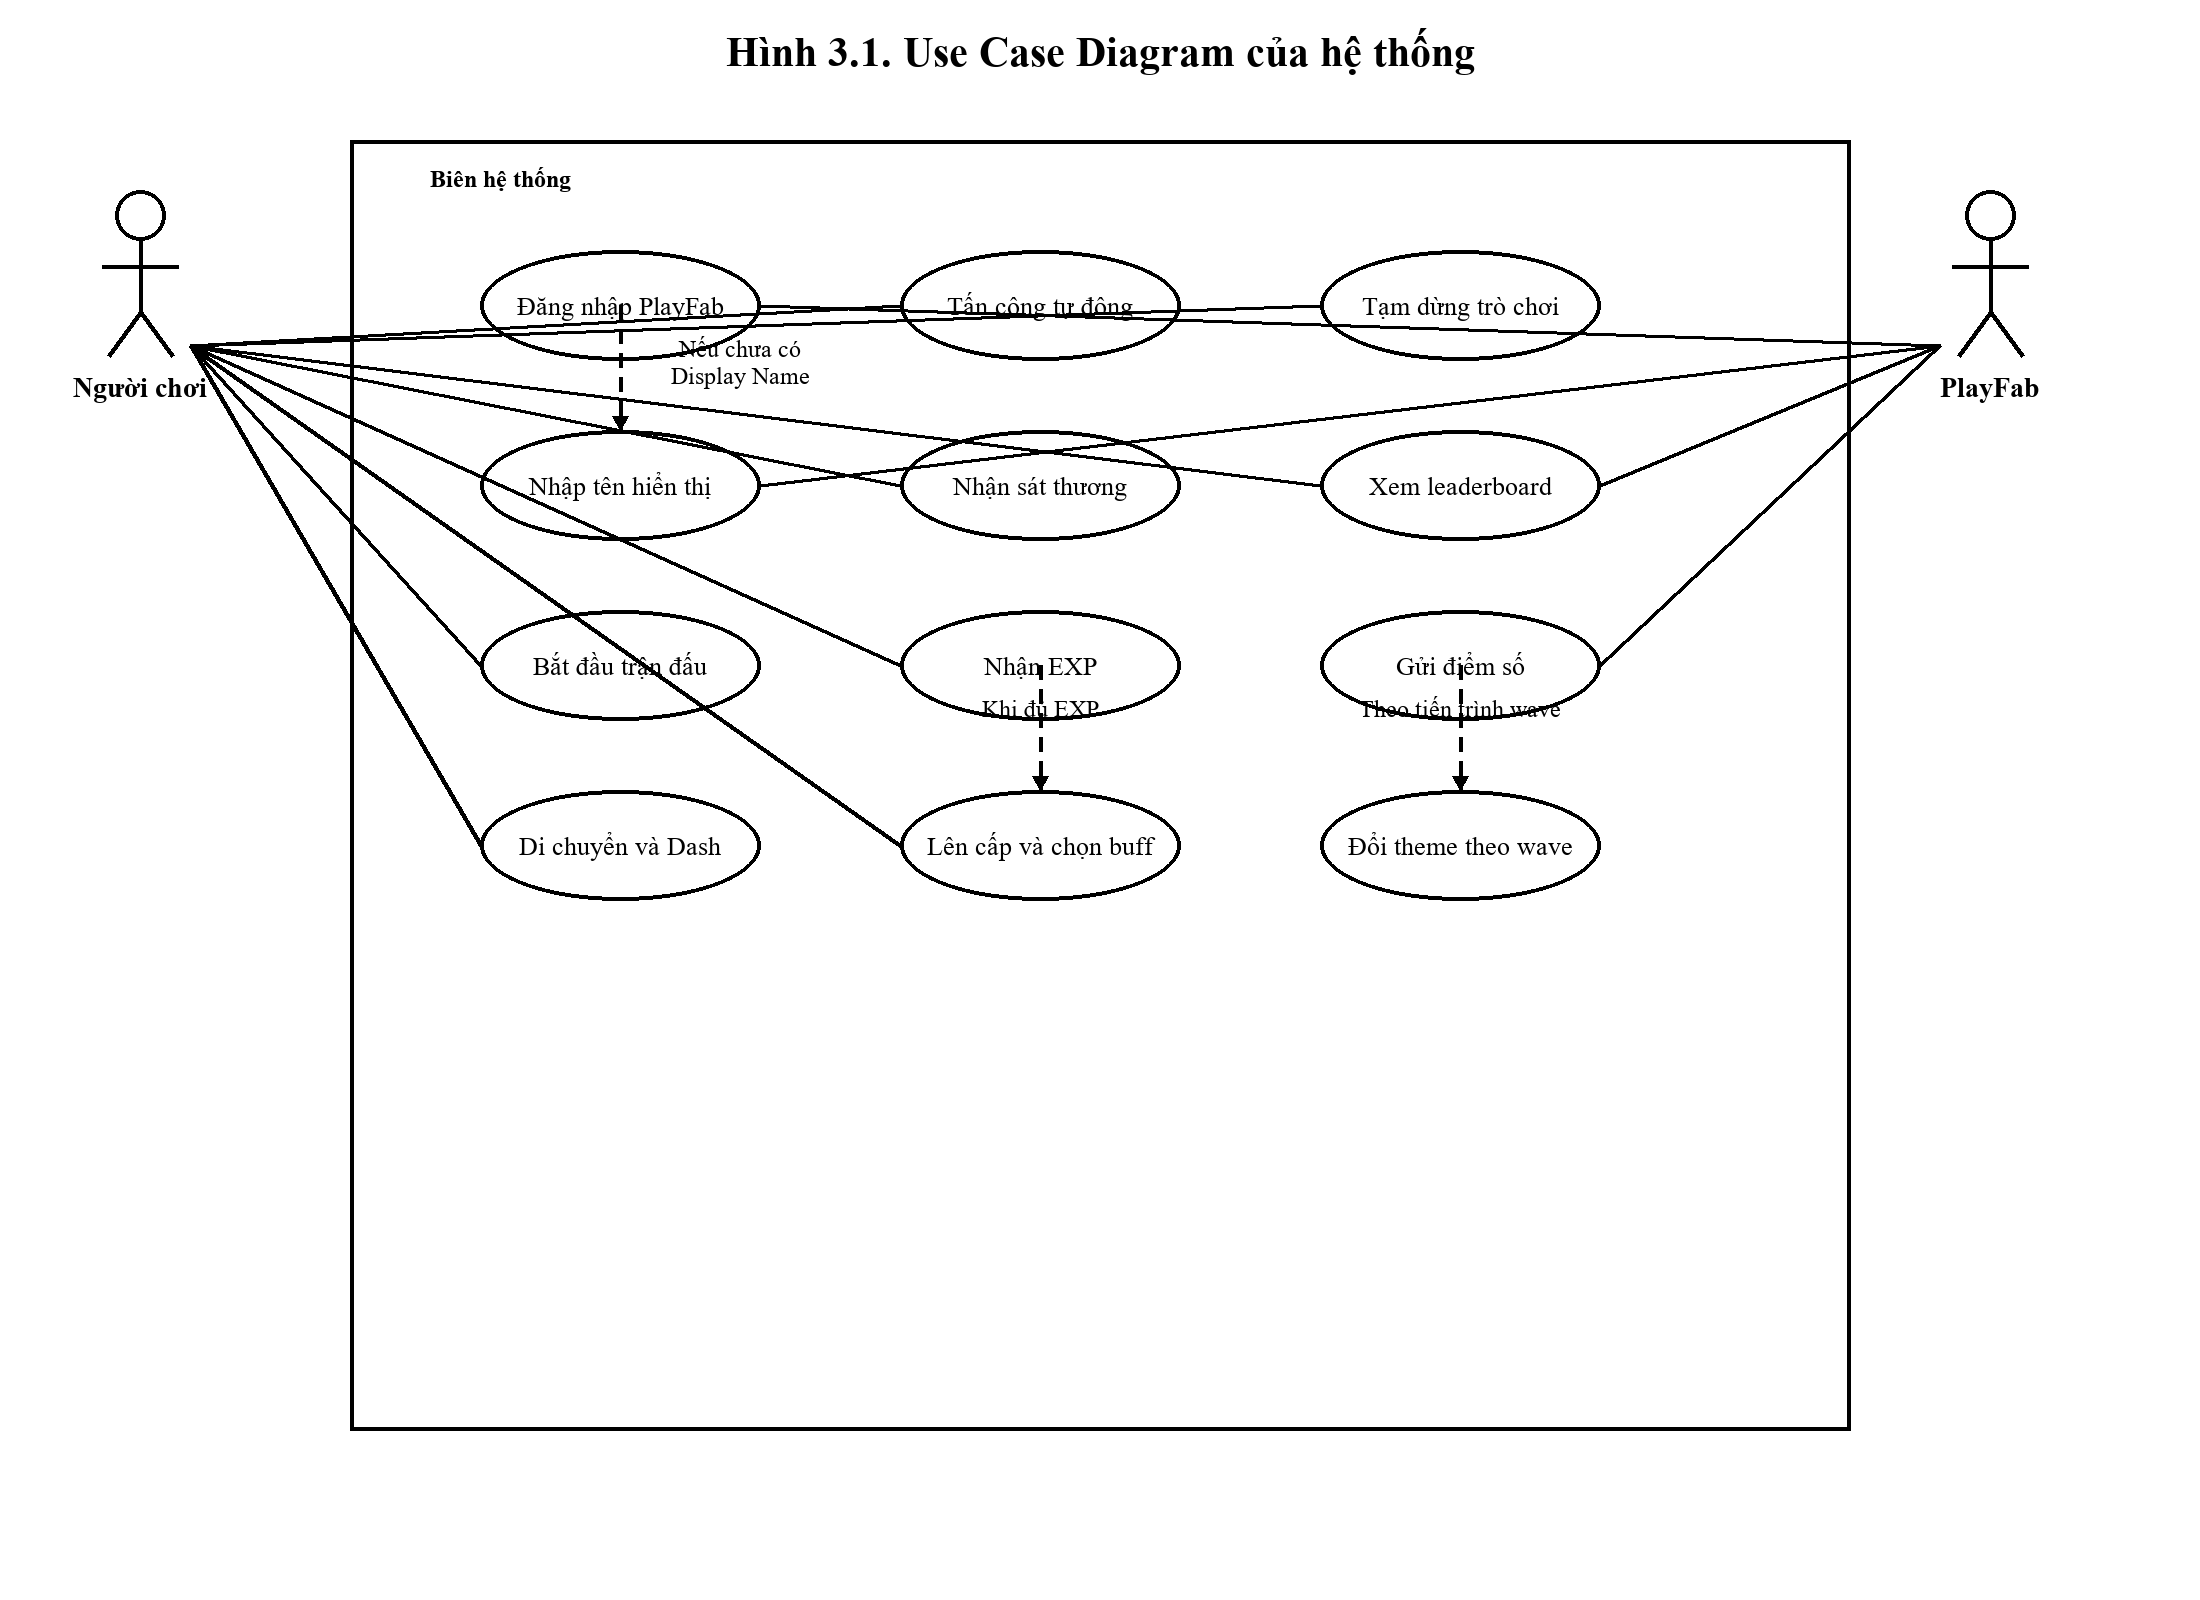 Hình 3.1. Use Case Diagram của hệ thống
Biên hệ thống
Người chơi
PlayFab
Đăng nhập PlayFab
Tấn công tự động
Tạm dừng trò chơi
Nếu chưa có
Display Name
Nhập tên hiển thị
Nhận sát thương
Xem leaderboard
Bắt đầu trận đấu
Nhận EXP
Gửi điểm số
Khi đủ EXP
Theo tiến trình wave
Di chuyển và Dash
Lên cấp và chọn buff
Đổi theme theo wave